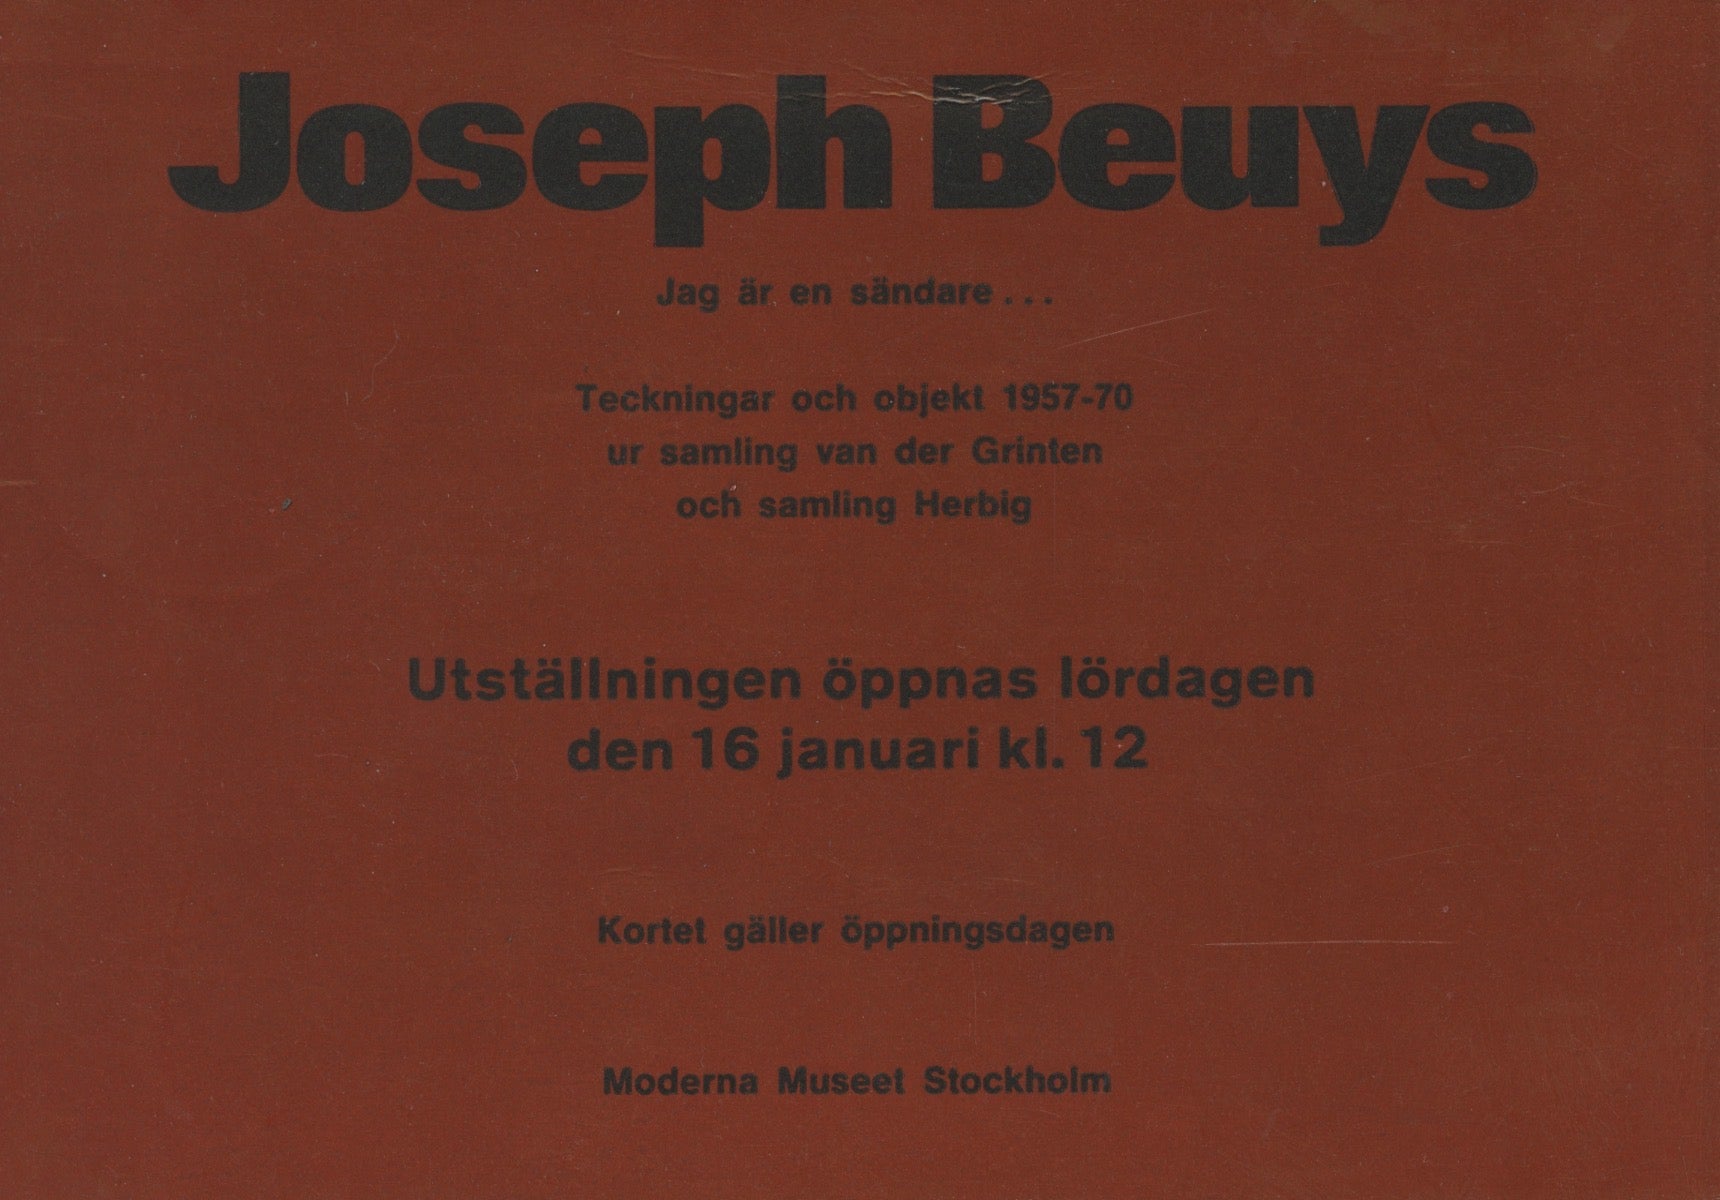 Joseph Beuys
Jag är en sändare...
Teckningar och objekt 1957-70
ur samling van der Grinten
och samling Herbig
Utställningen öppnas lördagen
den 16 januari kl. 12
Kortet gäller öppningsdagen
Moderna Museet Stockholm